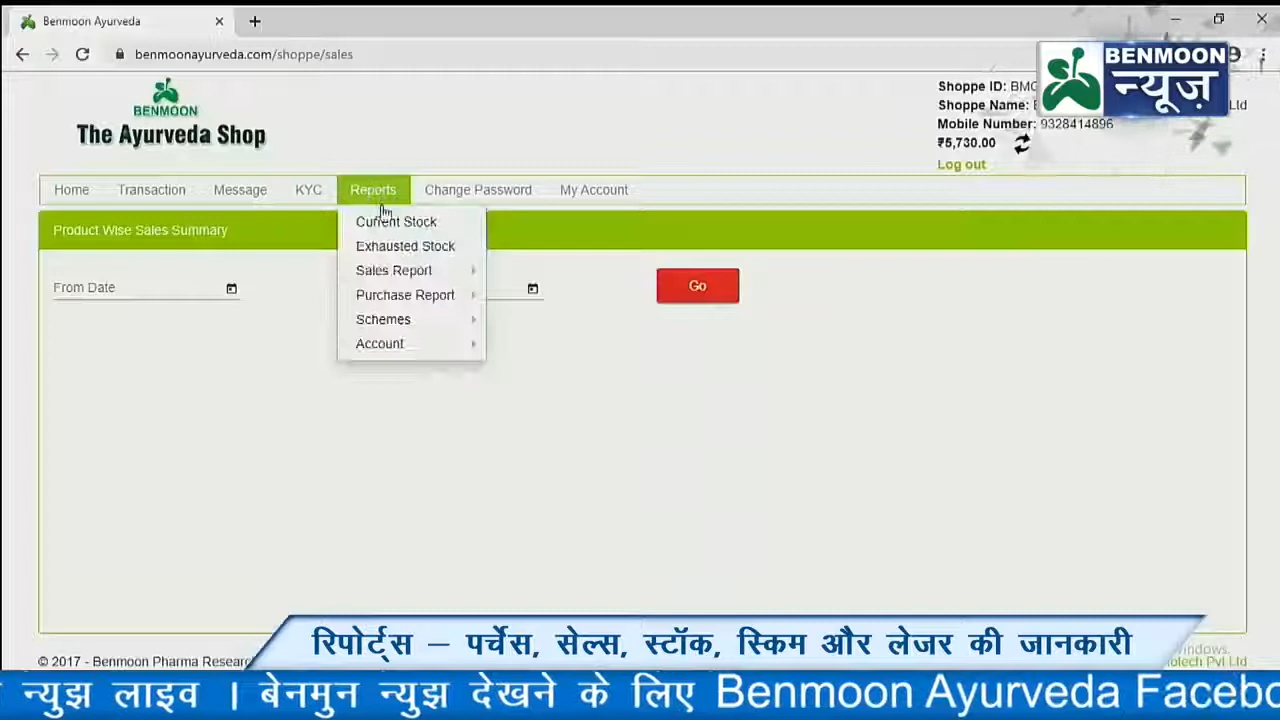 Benmoon Ayurveda
benmoonayurveda.com/shoppe/sales
BENMOON
न्यूज़
BENMOON
The Ayurveda Shop
Shoppe ID:
Shoppe Name: Ltd
Mobile Number: 9328414896
₹5,730.00
Log out
Home Transaction Message KYC Reports Change Password My Account
Product Wise Sales Summary
Current Stock
Exhausted Stock
Sales Report
Purchase Report
Schemes
Account
From Date
Go
रिपोर्ट्स – पर्चेस, सेल्स, स्टॉक, स्किम और लेजर की जानकारी
© 2017 - Benmoon Pharma Pvt Ltd
न्युझ लाइव । बेनमुन न्युझ देखने के लिए Benmoon Ayurveda